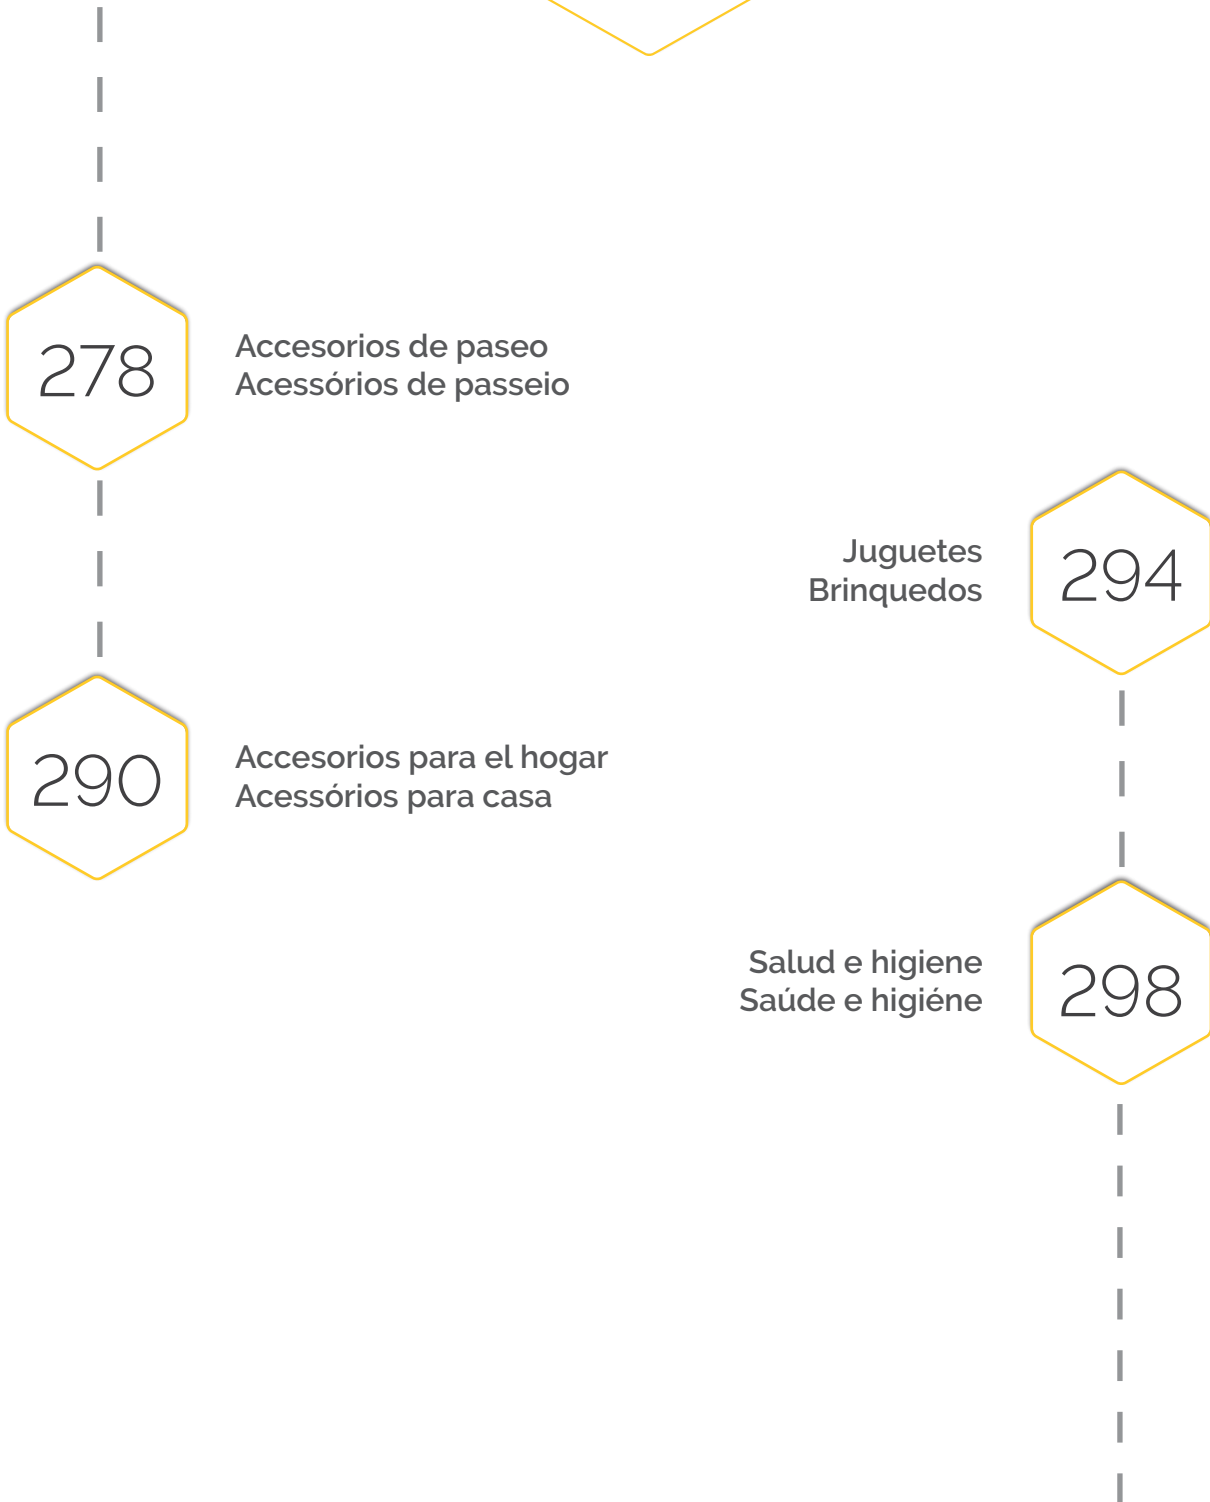 278
Accesorios de paseo
Acessórios de passeio
Juguetes
Brinquedos
294
290
Accesorios para el hogar
Acessórios para casa
Salud e higiene
Saúde e higiéne
298